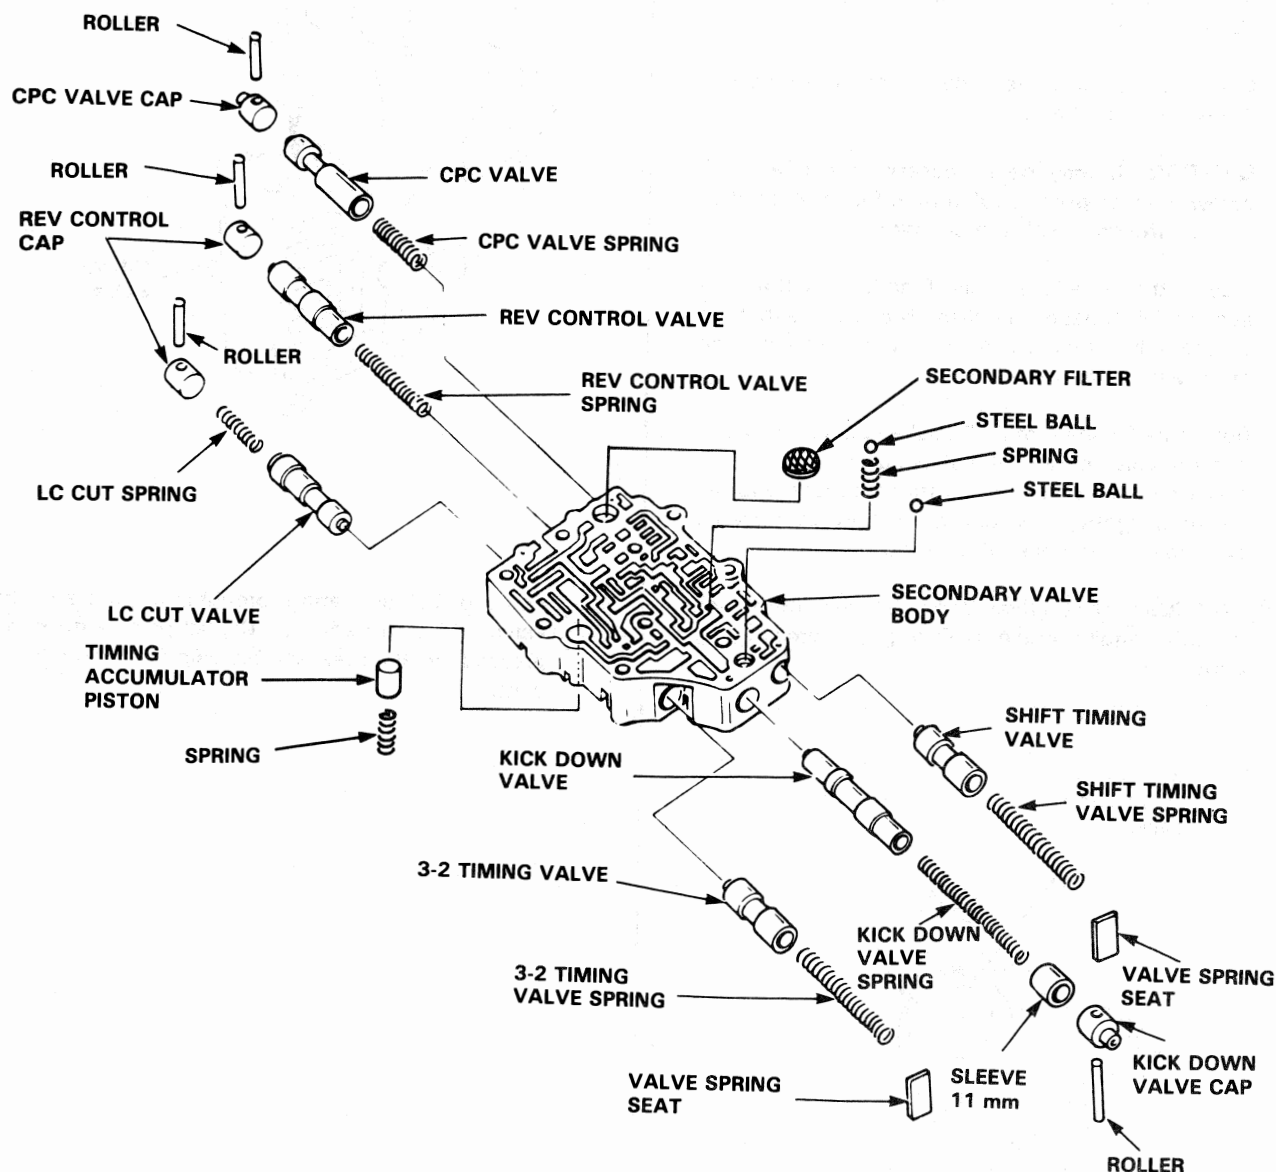 ROLLER
CPC VALVE CAP
CPC VALVE
ROLLER
REV CONTROL
CAP
CPC VALVE SPRING
REV CONTROL VALVE
ROLLER
REV CONTROL VALVE
SPRING
SECONDARY FILTER
STEEL BALL
SPRING
STEEL BALL
LC CUT SPRING
LC CUT VALVE
SECONDARY VALVE
BODY
TIMING
ACCUMULATOR
PISTON
SPRING
KICK DOWN
VALVE
SHIFT TIMING
VALVE
SHIFT TIMING
VALVE SPRING
3-2 TIMING VALVE
KICK DOWN
VALVE
SPRING
3-2 TIMING
VALVE SPRING
VALVE SPRING
SEAT
VALVE SPRING
SEAT
SLEEVE
11 mm
KICK DOWN
VALVE CAP
ROLLER